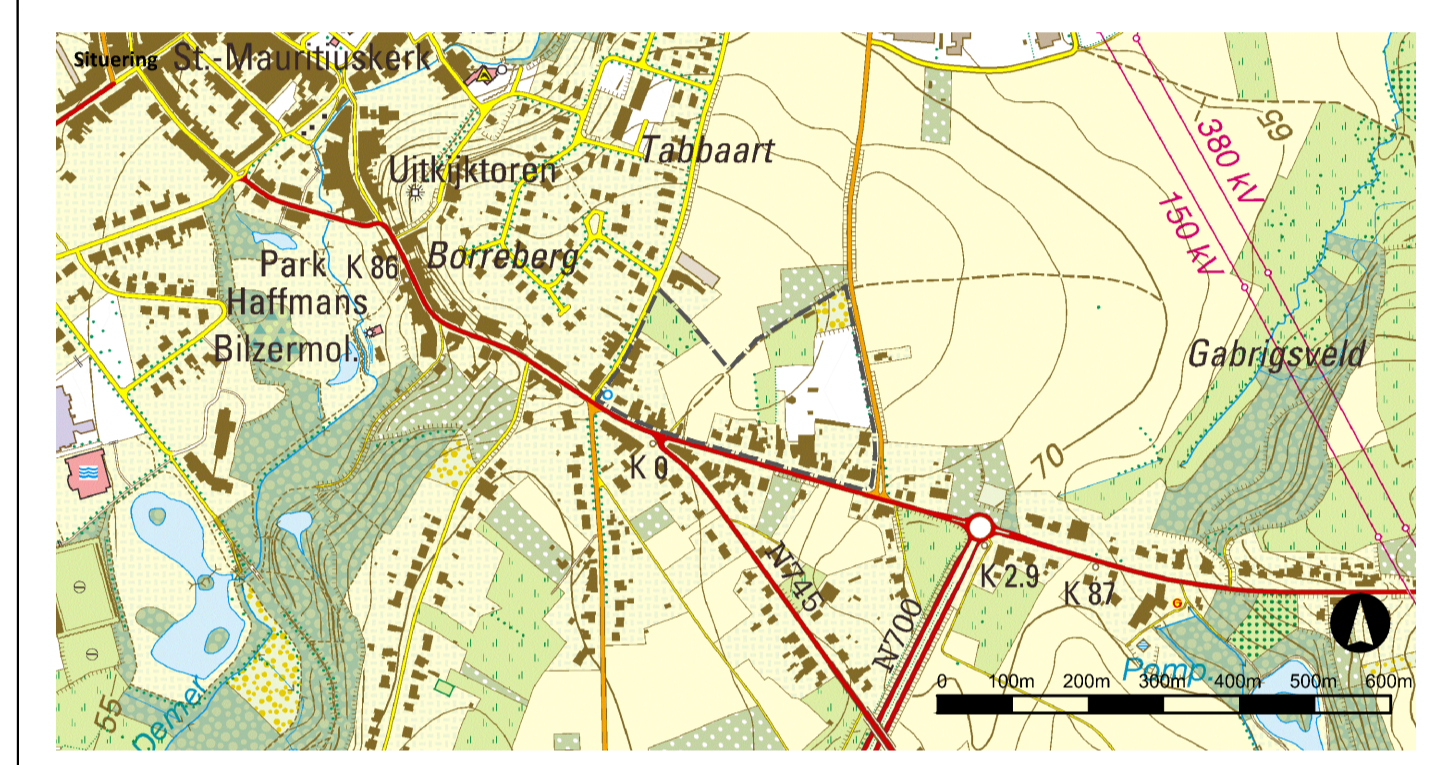 Situering
St.-Mauritiuskerk
Tabbaart
Uitkijktoren
380 kV
65
150 kV
Borreberg
Park
K 86
Haffmans
Bilzermol.
Gabrigsveld
70
K 0
N745
K 2.9
K 87
N700
Pomp.
Demer
55
0 100m 200m 300m 400m 500m 600m